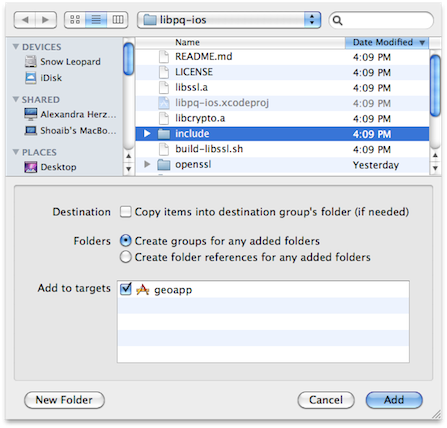 libpq-ios
Name Date Modified
DEVICES
Snow Leopard
iDisk
SHARED
Alexandra Herz...
Shoaib's MacBo...
PLACES
Desktop
README.md 4:09 PM
LICENSE 4:09 PM
libssl.a 4:09 PM
libpq-ios.xcodeproj 4:09 PM
libcrypto.a 4:09 PM
include 4:09 PM
build-libssl.sh 4:09 PM
openssl Yesterday
Destination Copy items into destination group's folder (if needed)
Folders Create groups for any added folders
Create folder references for any added folders
Add to targets geoapp
New Folder Cancel Add